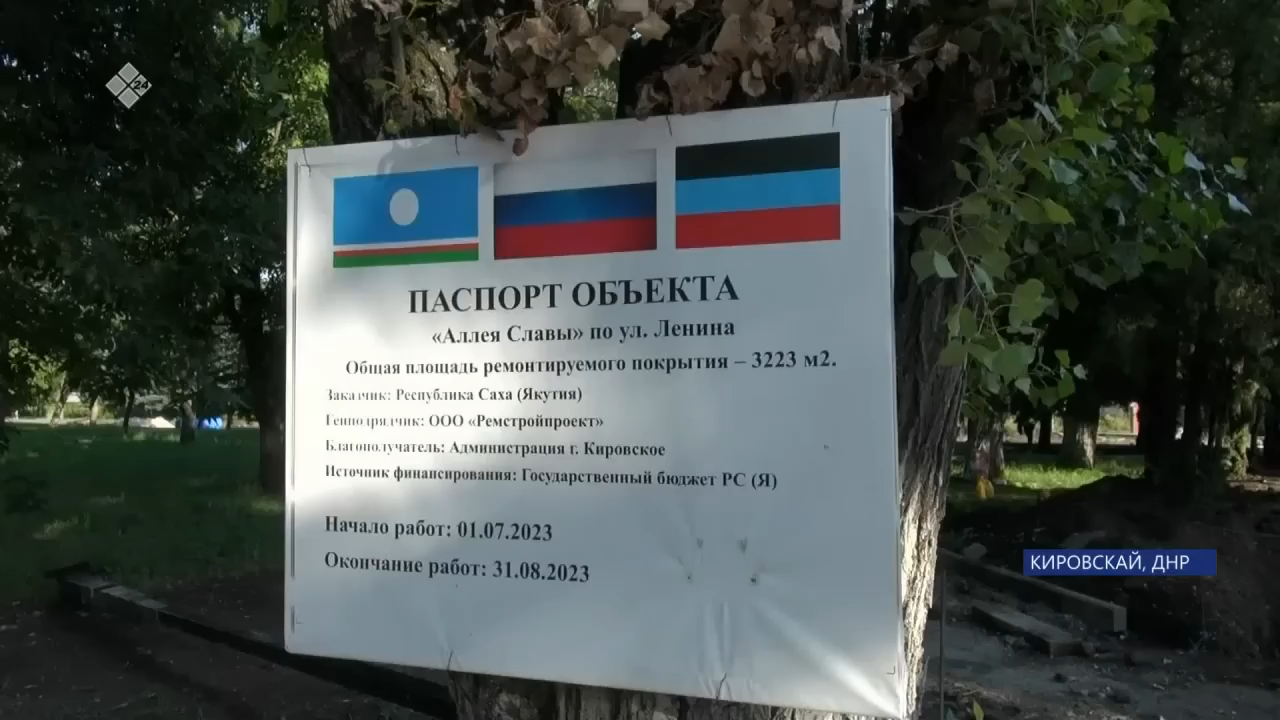 24
ПАСПОРТ ОБЪЕКТА
«Аллея Славы» по ул. Ленина
Общая площадь ремонтируемого покрытия – 3223 м2.
Заказчик: Республика Саха (Якутия)
Генподрядчик: ООО «Ремстройпроект»
Благополучатель: Администрация г. Кировское
Источник финансирования: Государственный бюджет РС (Я)
Начало работ: 01.07.2023
Окончание работ: 31.08.2023
КИРОВСКАЙ, ДНР